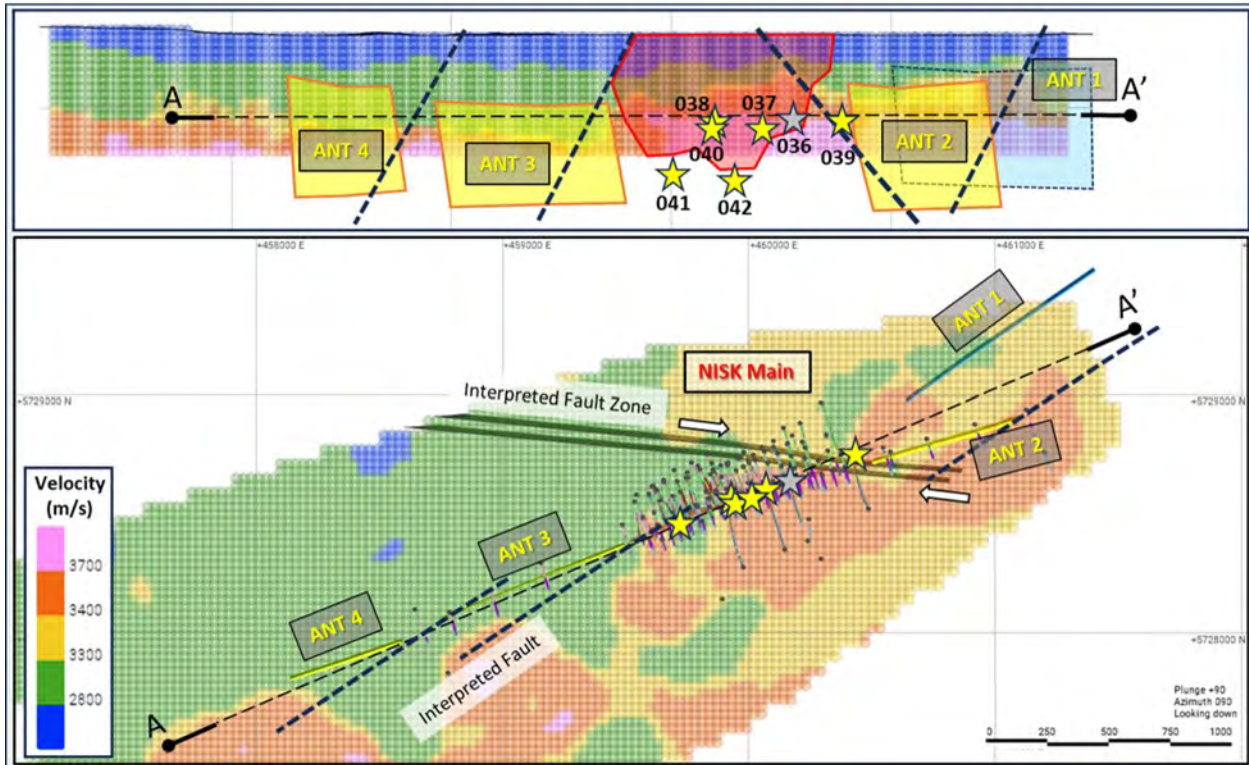 ANT 1
A
A'
038
037
ANT 4
ANT 3
040
036
039
ANT 2
041
042
+458000 E
+459000 E
+460000 E
+461000 E
ANT 1
A'
NISK Main
Interpreted Fault Zone
+5729000 N
+5729000 N
ANT 2
Velocity
(m/s)
3700
3400
3300
2800
ANT 3
ANT 4
Interpreted Fault
+5728000 N
A
Plunge +90
Azimuth 090
Looking down
0 250 500 750 1000